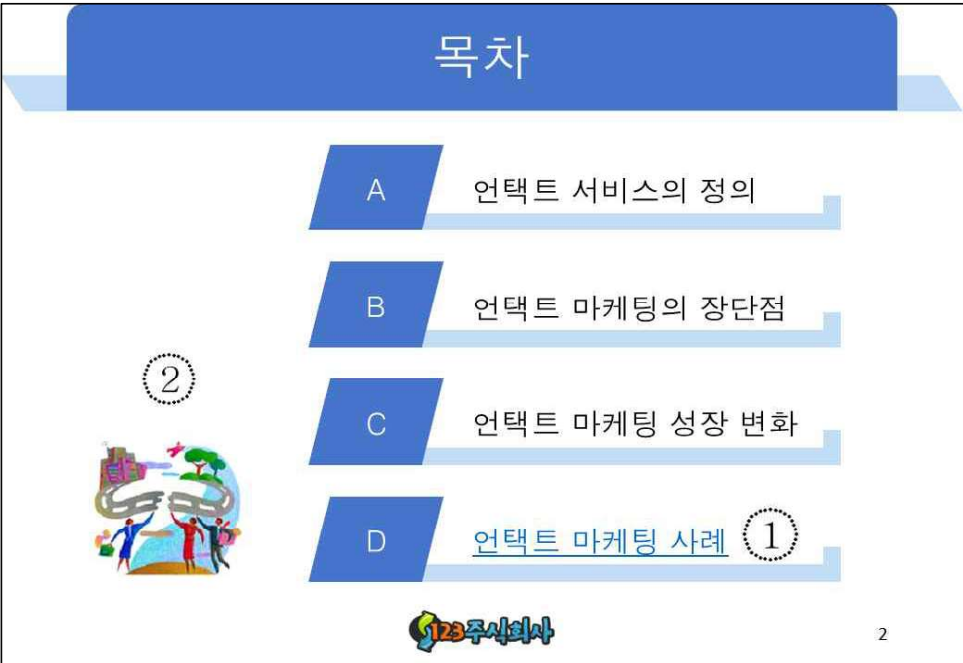 목차
A 언택트 서비스의 정의
B 언택트 마케팅의 장단점
②
C 언택트 마케팅 성장 변화
D 언택트 마케팅 사례 ①
123주식회사
2